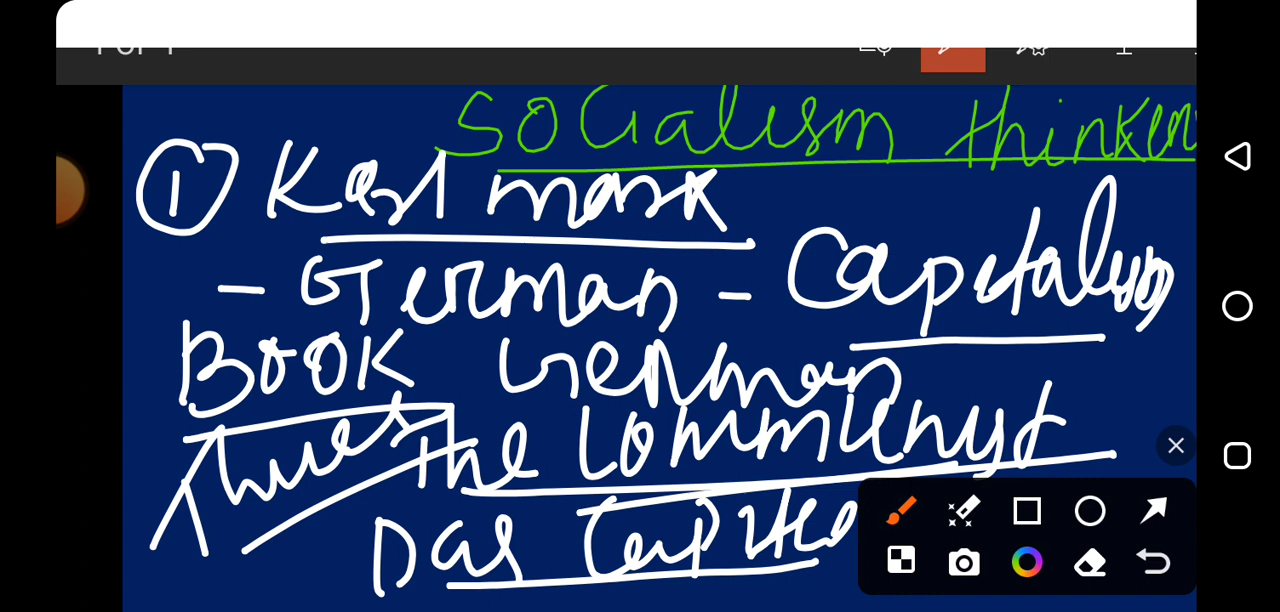 Socialism thinker
① Karl marx
- German - Capitalism
Book German
The Communist
Das Capital